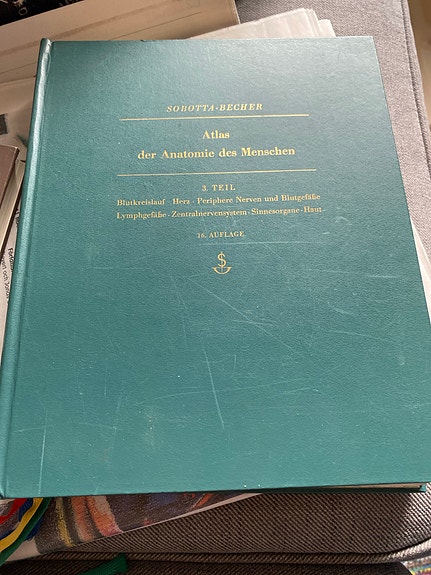 SOBOTTA-BECHER
Atlas
der Anatomie des Menschen
3. TEIL
Blutkreislauf · Herz · Periphere Nerven und Blutgefäße
Lymphgefäße · Zentralnervensystem · Sinnesorgane · Haut
16. AUFLAGE